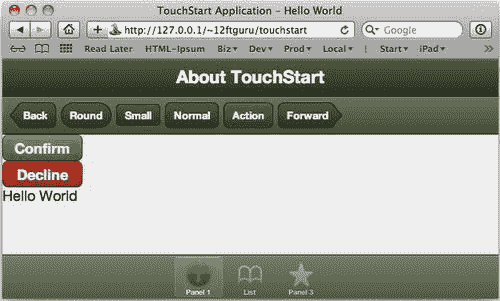 TouchStart Application – Hello World
http://127.0.0.1/~12ftguru/touchstart
Google
Read Later HTML-Ipsum Biz Dev Prod Local Start iPad
About TouchStart
Back Round Small Normal Action Forward
Confirm
Decline
Hello World
Panel 1 List Panel 3